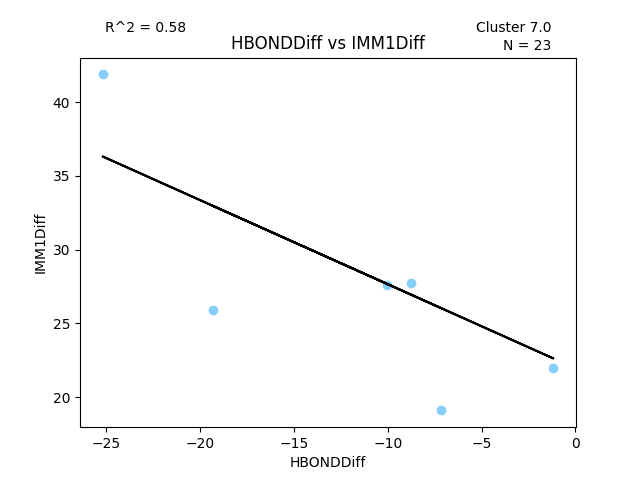 R^2 = 0.58
Cluster 7.0
N = 23
HBONDDiff vs IMM1Diff
40
35
30
25
20
IMM1Diff
−25
−20
−15
−10
−5
0
HBONDDiff